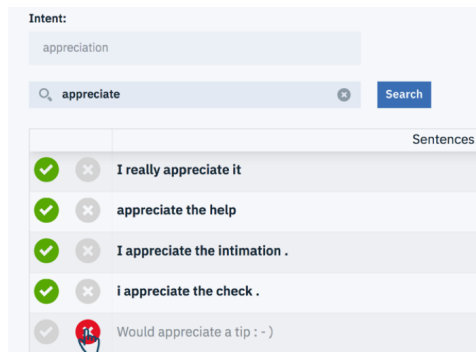 Intent:
appreciation
appreciate
Search
Sentences
I really appreciate it
appreciate the help
I appreciate the intimation .
i appreciate the check .
Would appreciate a tip : - )